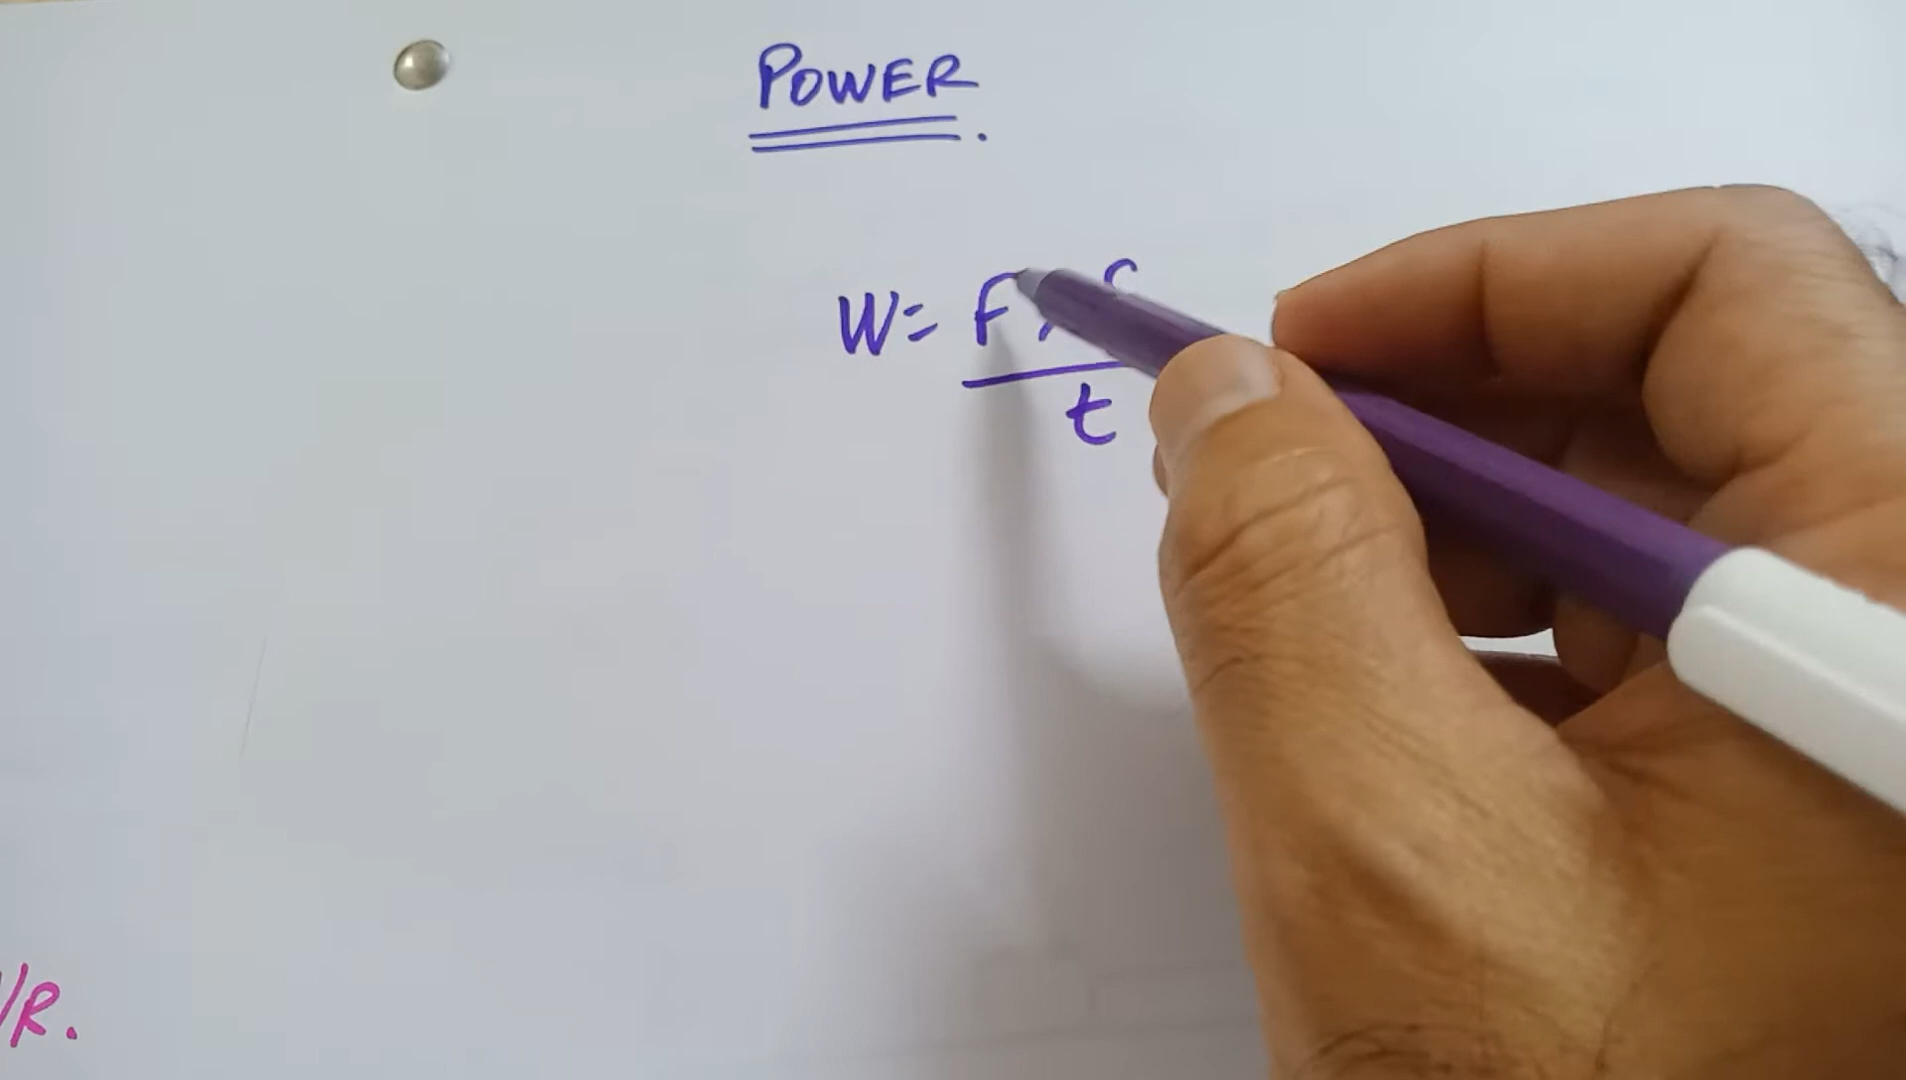 POWER.
W = F
t
/R.